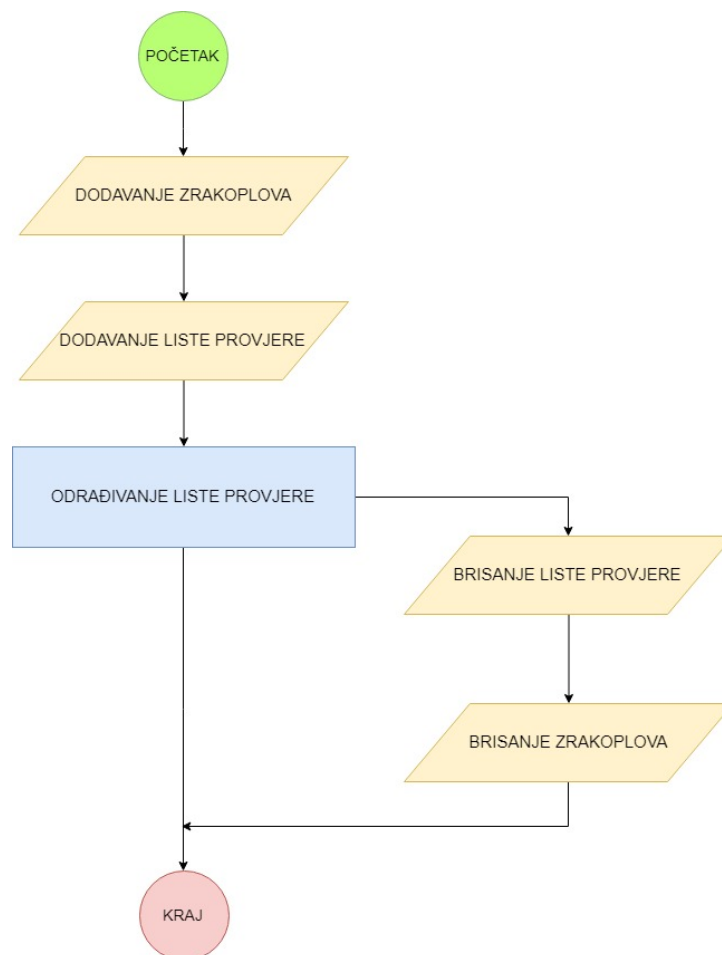 POČETAK
DODAVANJE ZRAKOPLOVA
DODAVANJE LISTE PROVJERE
ODRAĐIVANJE LISTE PROVJERE
BRISANJE LISTE PROVJERE
BRISANJE ZRAKOPLOVA
KRAJ